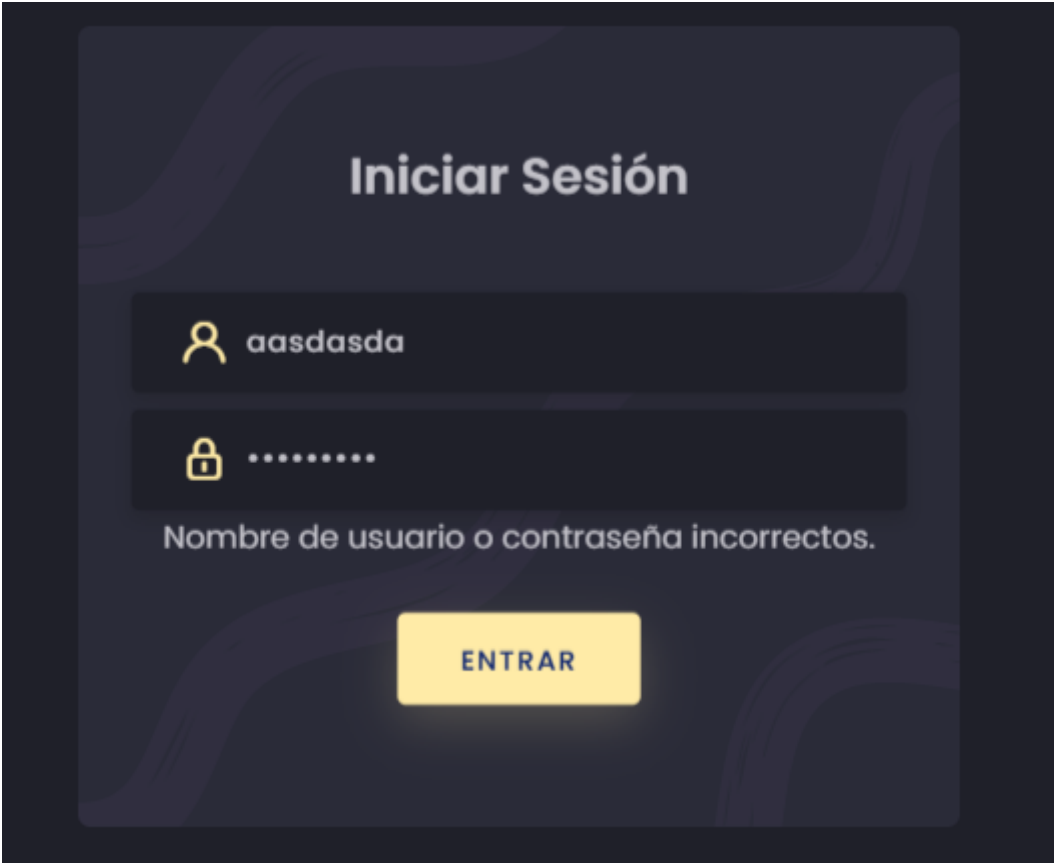 Iniciar Sesión
aasdasda
•••••••••
Nombre de usuario o contraseña incorrectos.
ENTRAR